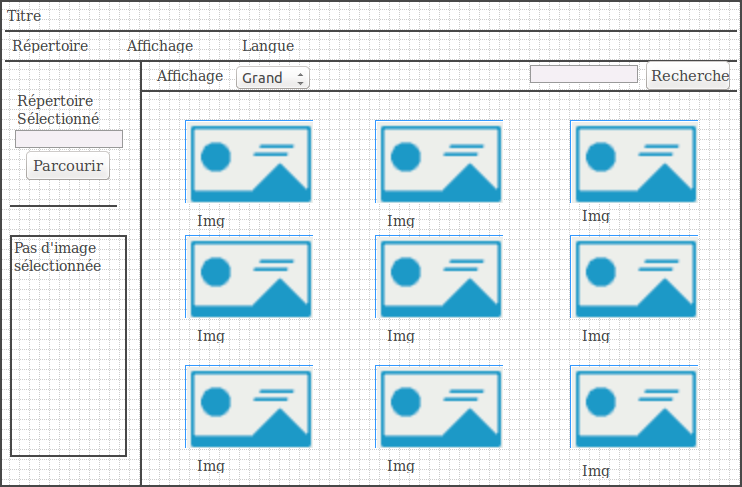 Titre
Répertoire Affichage Langue
Affichage Grand Recherche
Répertoire
Sélectionné
Parcourir
Pas d'image
sélectionnée
Img Img Img
Img Img Img
Img Img Img